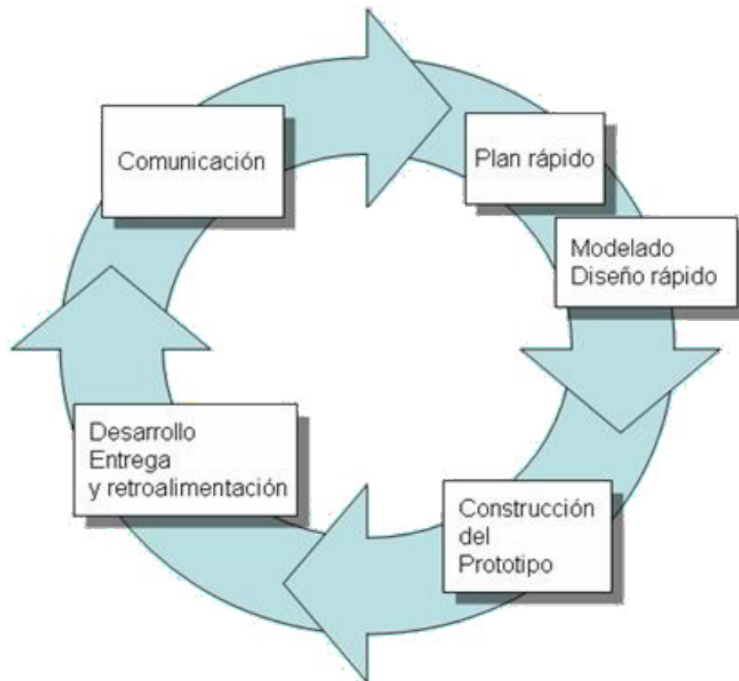 Comunicación
Plan rápido
Modelado
Diseño rápido
Construcción
del
Prototipo
Desarrollo
Entrega
y retroalimentación